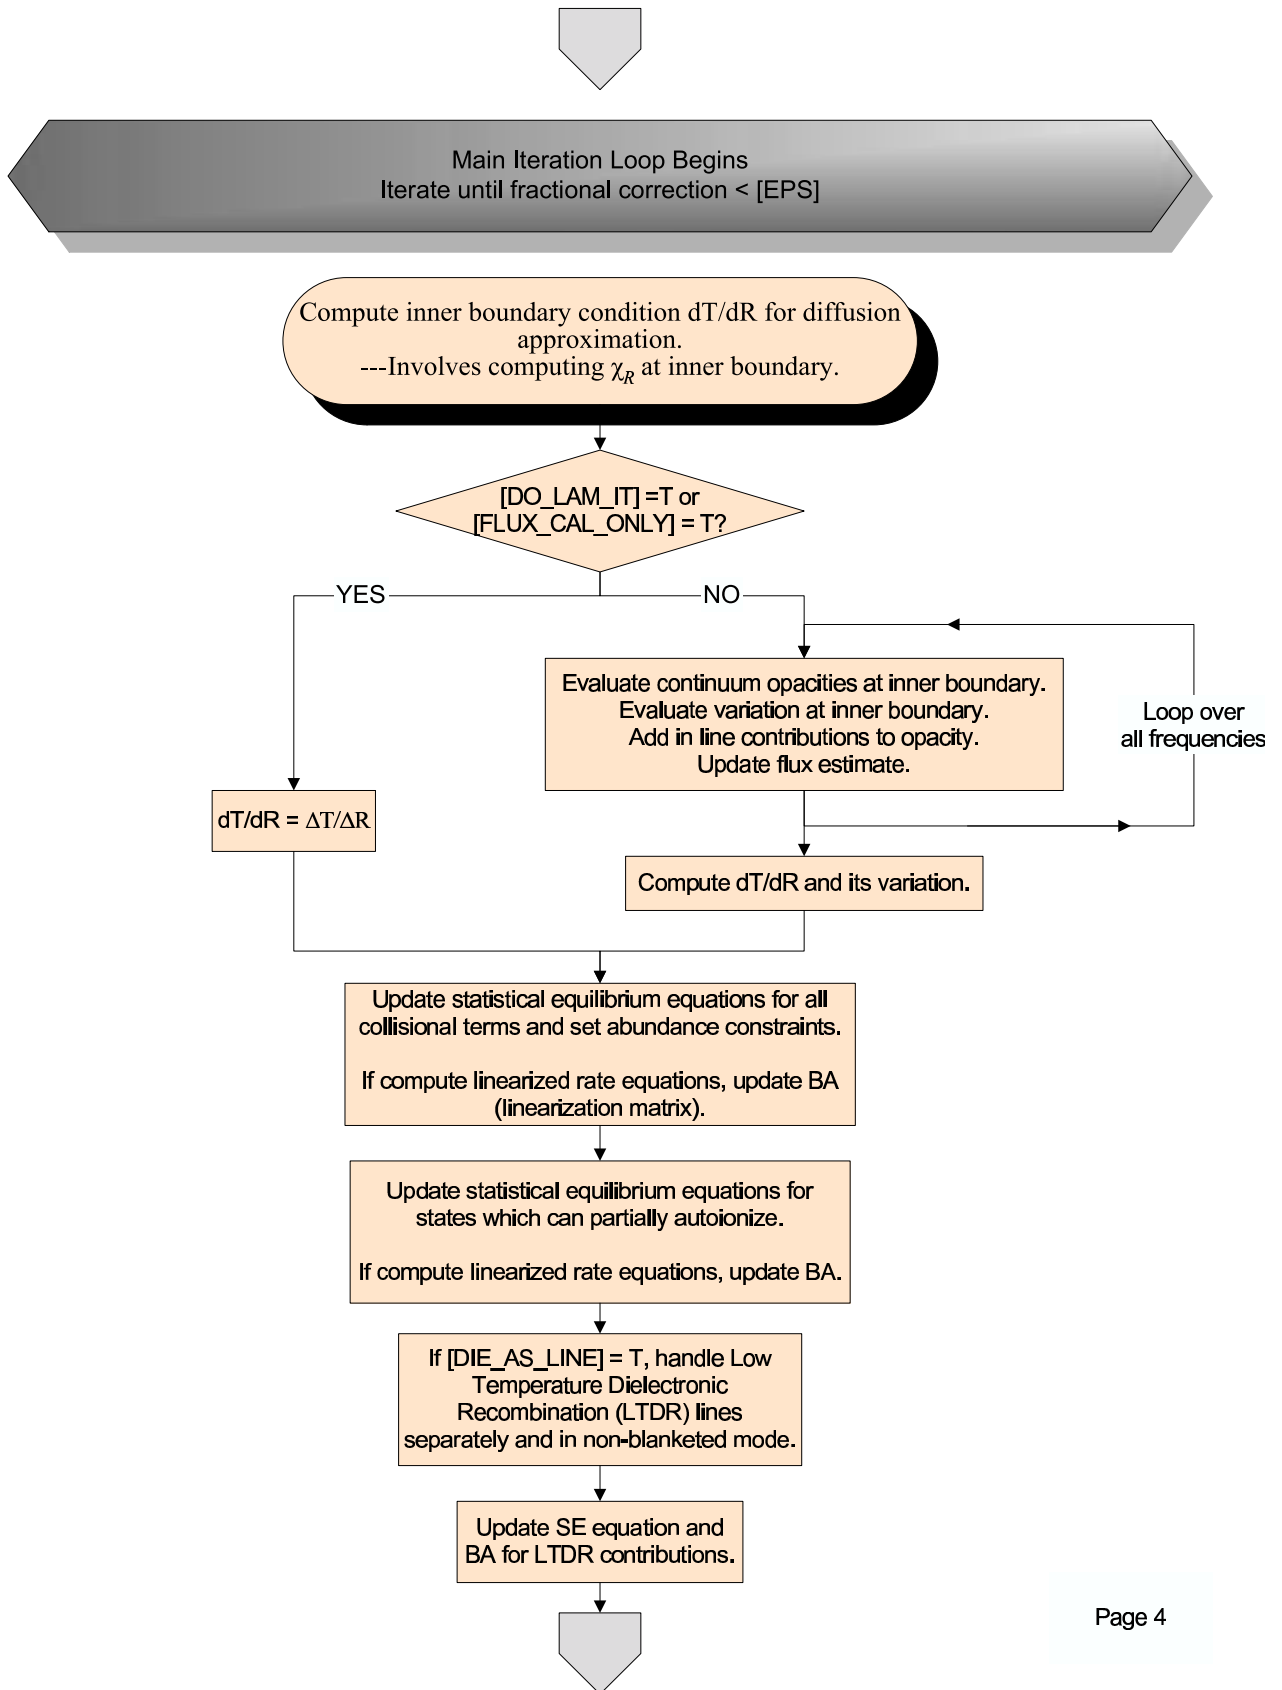 Main Iteration Loop Begins
Iterate until fractional correction < [EPS]
Compute inner boundary condition dT/dR for diffusion
approximation.
---Involves computing χR at inner boundary.
[DO_LAM_IT] =T or
[FLUX_CAL_ONLY] = T?
YES
NO
Evaluate continuum opacities at inner boundary.
Evaluate variation at inner boundary.
Add in line contributions to opacity.
Update flux estimate.
Loop over
all frequencies
dT/dR = ΔT/ΔR
Compute dT/dR and its variation.
Update statistical equilibrium equations for all
collisional terms and set abundance constraints.
If compute linearized rate equations, update BA
(linearization matrix).
Update statistical equilibrium equations for
states which can partially autoionize.
If compute linearized rate equations, update BA.
If [DIE_AS_LINE] = T, handle Low
Temperature Dielectronic
Recombination (LTDR) lines
separately and in non-blanketed mode.
Update SE equation and
BA for LTDR contributions.
Page 4